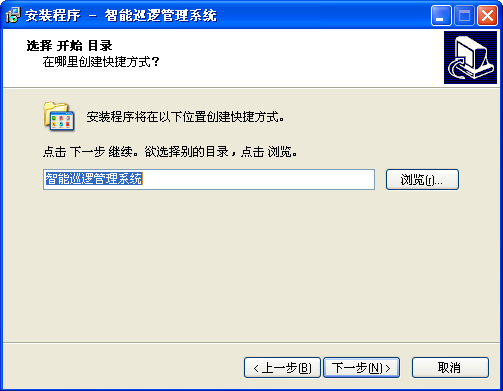 安装程序 - 智能巡逻管理系统
选择 开始 目录
在哪里创建快捷方式？
安装程序将在以下位置创建快捷方式。
点击 下一步 继续。欲选择别的目录，点击 浏览。
智能巡逻管理系统
浏览(r)...
<上一步(B)
下一步(N)>
取消